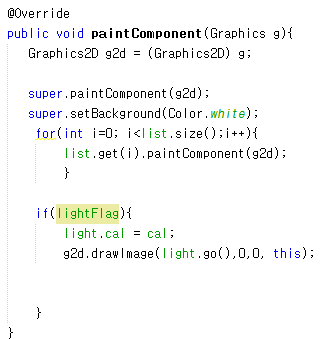 @Override
public void paintComponent(Graphics g){
Graphics2D g2d = (Graphics2D) g;
super.paintComponent(g2d);
super.setBackground(Color.white);
for(int i=0; i<list.size();i++){
list.get(i).paintComponent(g2d);
}
if(lightFlag){
light.cal = cal;
g2d.drawImage(light.go(),0,0, this);
}
}